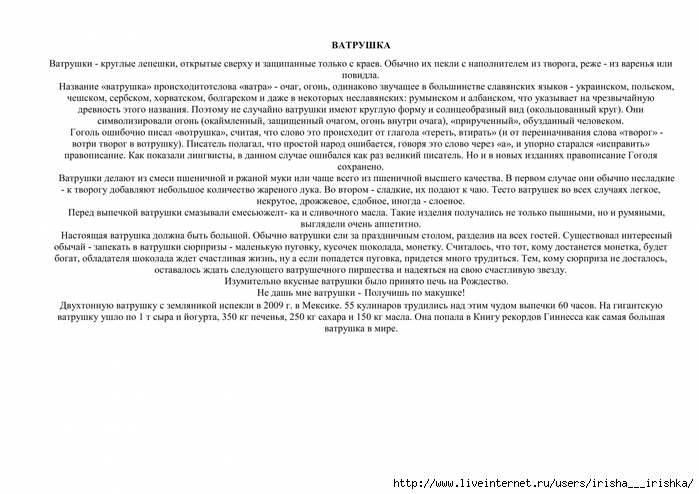 ВАТРУШКА
Ватрушки - круглые лепешки, открытые сверху и защипанные только с краев. Обычно их пекли с наполнителем из творога, реже - из варенья или
повидла.
Название «ватрушка» происходитотслова «ватра» - очаг, огонь, одинаково звучащее в большинстве славянских языков - украинском, польском,
чешском, сербском, хорватском, болгарском и даже в некоторых неславянских: румынском и албанском, что указывает на чрезвычайную
древность этого названия. Поэтому не случайно ватрушки имеют круглую форму и солнцеобразный вид (окольцованный круг). Они
символизировали огонь (окаймленный, защищенный очагом, огонь внутри очага), «прирученный», обузданный человеком.
Гоголь ошибочно писал «вотрушка», считая, что слово это происходит от глагола «тереть, втирать» (и от переиначивания слова «творог» -
вотри творог в вотрушку). Писатель полагал, что простой народ ошибается, говоря это слово через «а», и упорно старался «исправить»
правописание. Как показали лингвисты, в данном случае ошибался как раз великий писатель. Но и в новых изданиях правописание Гоголя
сохранено.
Ватрушки делают из смеси пшеничной и ржаной муки или чаще всего из пшеничной высшего качества. В первом случае они обычно несладкие
- к творогу добавляют небольшое количество жареного лука. Во втором - сладкие, их подают к чаю. Тесто ватрушек во всех случаях легкое,
некрутое, дрожжевое, сдобное, иногда - слоеное.
Перед выпечкой ватрушки смазывали смесьюжелт- ка и сливочного масла. Такие изделия получались не только пышными, но и румяными,
выглядели очень аппетитно.
Настоящая ватрушка должна быть большой. Обычно ватрушки ели за праздничным столом, разделив на всех гостей. Существовал интересный
обычай - запекать в ватрушки сюрпризы - маленькую пуговку, кусочек шоколада, монетку. Считалось, что тот, кому достанется монетка, будет
богат, обладателя шоколада ждет счастливая жизнь, ну а если попадется пуговка, придется много трудиться. Тем, кому сюрприза не досталось,
оставалось ждать следующего ватрушечного пиршества и надеяться на свою счастливую звезду.
Изумительно вкусные ватрушки было принято печь на Рождество.
Не дашь мне ватрушки - Получишь по макушке!
Двухтонную ватрушку с земляникой испекли в 2009 г. в Мексике. 55 кулинаров трудились над этим чудом выпечки 60 часов. На гигантскую
ватрушку ушло по 1 т сыра и йогурта, 350 кг печенья, 250 кг сахара и 150 кг масла. Она попала в Книгу рекордов Гиннесса как самая большая
ватрушка в мире.
http://www.liveinternet.ru/users/irisha___irishka/